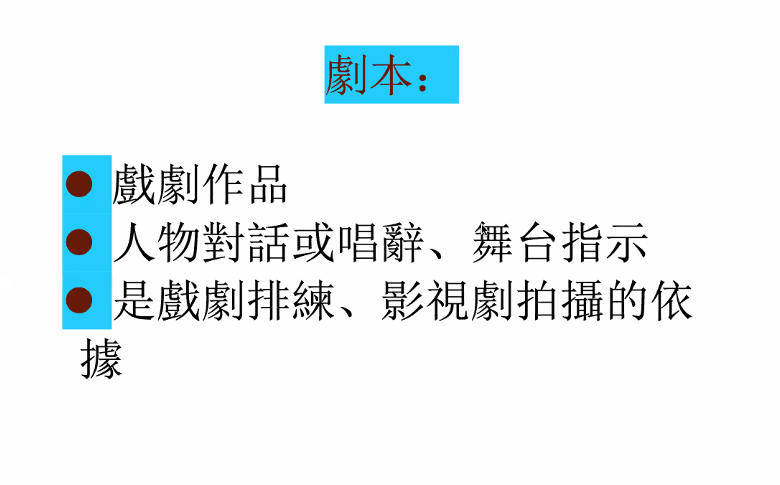 劇本：
● 戲劇作品
● 人物對話或唱辭、舞台指示
● 是戲劇排練、影視劇拍攝的依
據